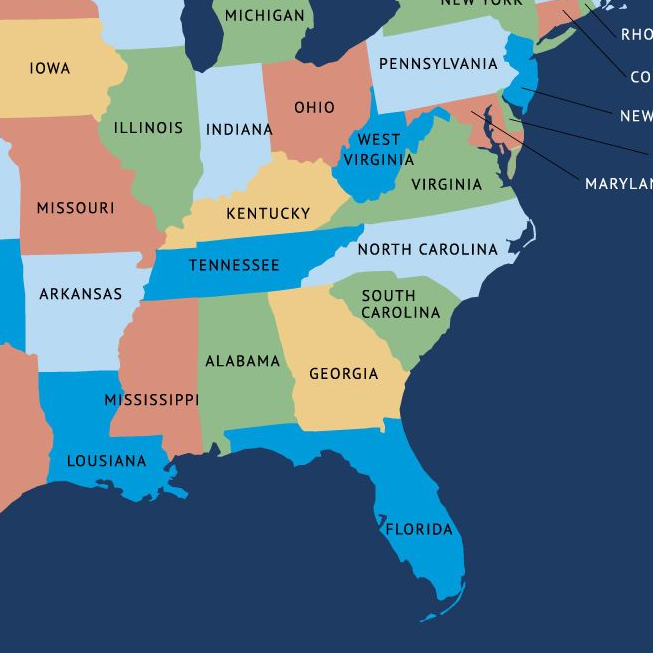 NEW YORK
MICHIGAN
RHO
PENNSYLVANIA
IOWA
CO
OHIO
NEW
ILLINOIS
INDIANA
WEST
VIRGINIA
VIRGINIA
MARYLAN
MISSOURI
KENTUCKY
NORTH CAROLINA
TENNESSEE
ARKANSAS
SOUTH
CAROLINA
ALABAMA
GEORGIA
MISSISSIPPI
LOUSIANA
FLORIDA